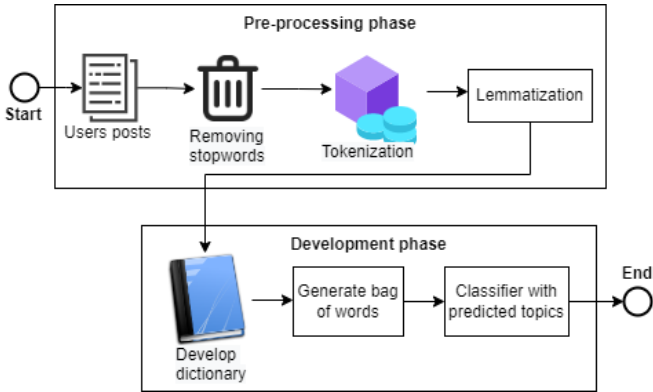 Pre-processing phase
Start
Users posts
Removing
stopwords
Tokenization
Lemmatization
Development phase
Develop
dictionary
Generate bag
of words
Classifier with
predicted topics
End